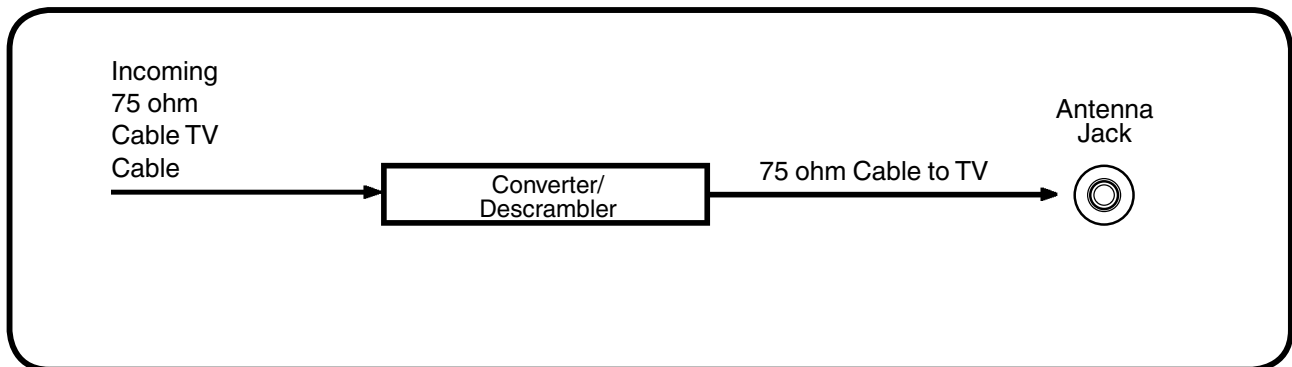 Incoming
75 ohm
Cable TV
Cable
Converter/
Descrambler
75 ohm Cable to TV
Antenna
Jack